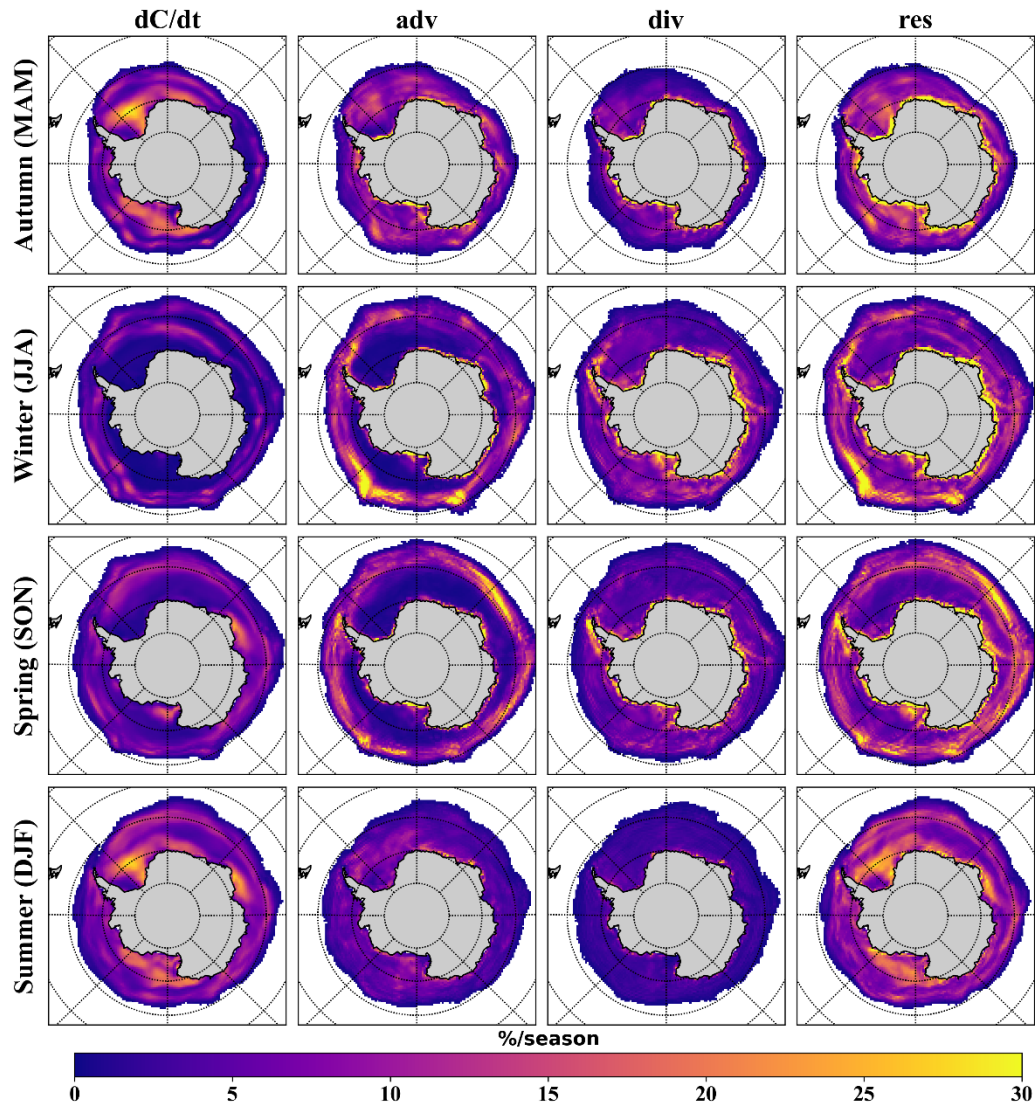 dC/dt adv div res
Autumn (MAM)
Winter (JJA)
Spring (SON)
Summer (DJF)
%/season
0 5 10 15 20 25 30